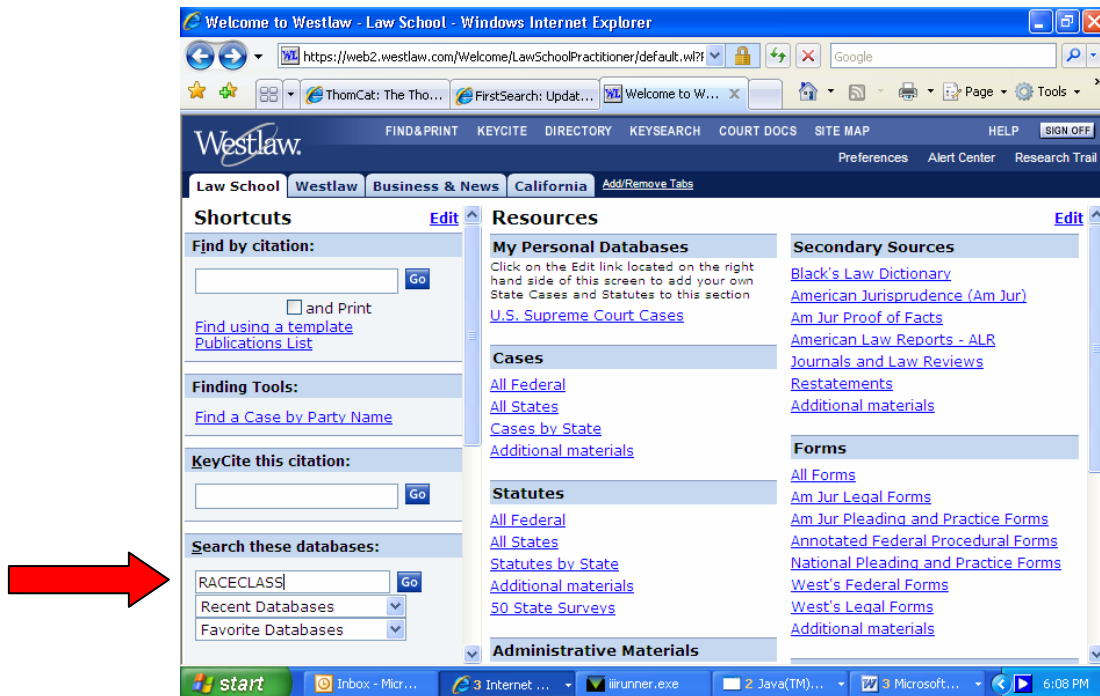 Welcome to Westlaw - Law School - Windows Internet Explorer
https://web2.westlaw.com/Welcome/LawSchoolPractitioner/default.wl?f
Google
ThomCat: The Tho...
FirstSearch: Updat...
Welcome to W...
Page
Tools
Westlaw.
FIND&PRINT KEYCITE DIRECTORY KEYSEARCH COURT DOCS SITE MAP HELP SIGN OFF
Preferences Alert Center Research Trail
Law School Westlaw Business & News California Add/Remove Tabs
Shortcuts Edit
Find by citation:
Go
and Print
Find using a template
Publications List
Finding Tools:
Find a Case by Party Name
KeyCite this citation:
Go
Search these databases:
RACECLASS Go
Recent Databases
Favorite Databases
Resources Edit
My Personal Databases
Click on the Edit link located on the right
hand side of this screen to add your own
State Cases and Statutes to this section
U.S. Supreme Court Cases
Cases
All Federal
All States
Cases by State
Additional materials
Statutes
All Federal
All States
Statutes by State
Additional materials
50 State Surveys
Administrative Materials
Secondary Sources
Black's Law Dictionary
American Jurisprudence (Am Jur)
Am Jur Proof of Facts
American Law Reports - ALR
Journals and Law Reviews
Restatements
Additional materials
Forms
All Forms
Am Jur Legal Forms
Am Jur Pleading and Practice Forms
Annotated Federal Procedural Forms
National Pleading and Practice Forms
West's Federal Forms
West's Legal Forms
Additional materials
start
Inbox - Micr...
3 Internet ...
iiirunner.exe
2 Java(TM)...
3 Microsoft...
6:08 PM